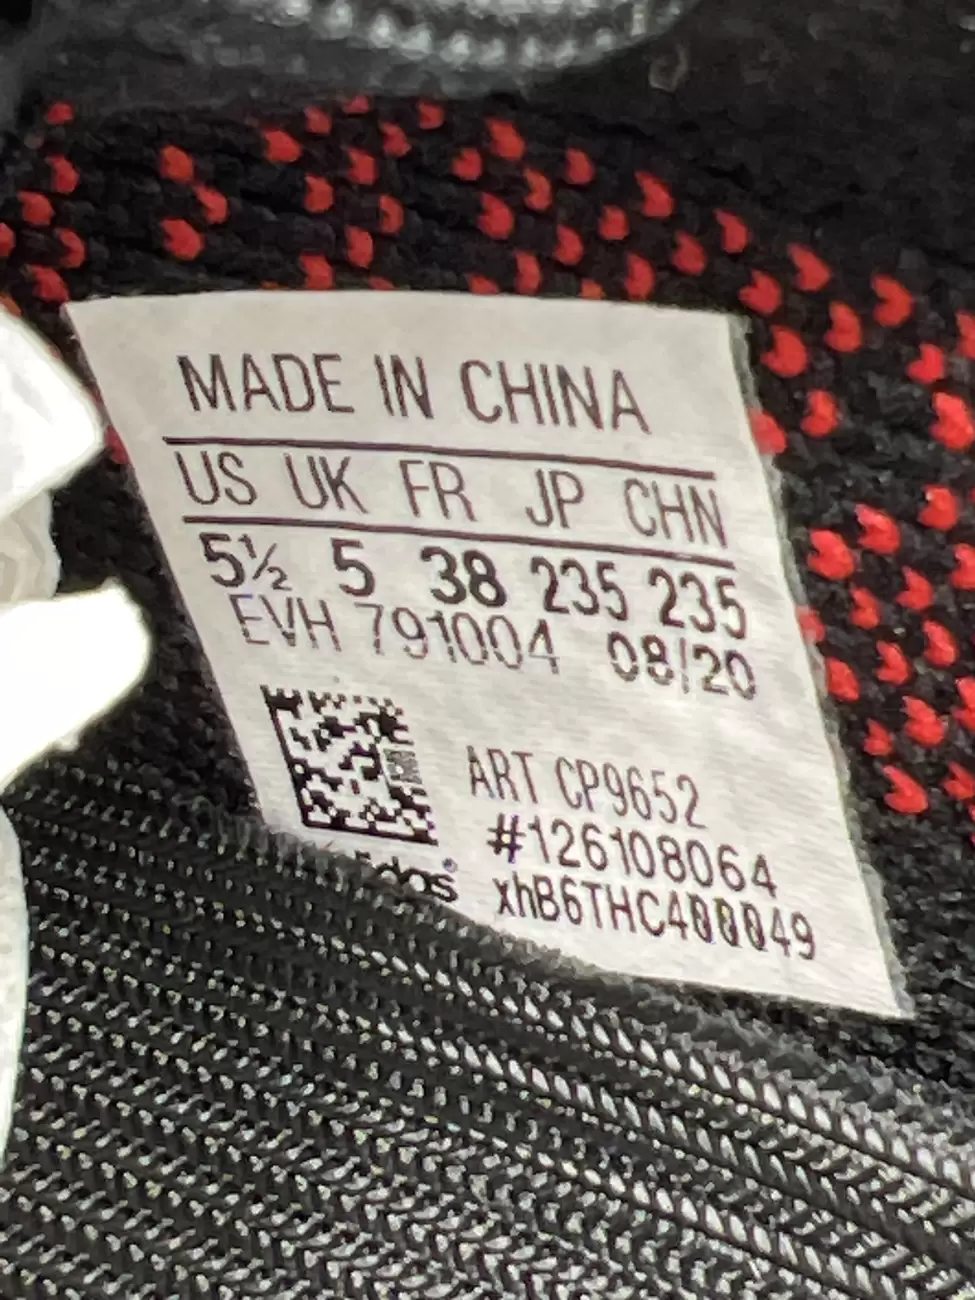 MADE IN CHINA
US UK FR JP CHN
5½ 5 38 235 235
EVH 791004 08/20
ART CP9652
#126108064
xhB6THC400049